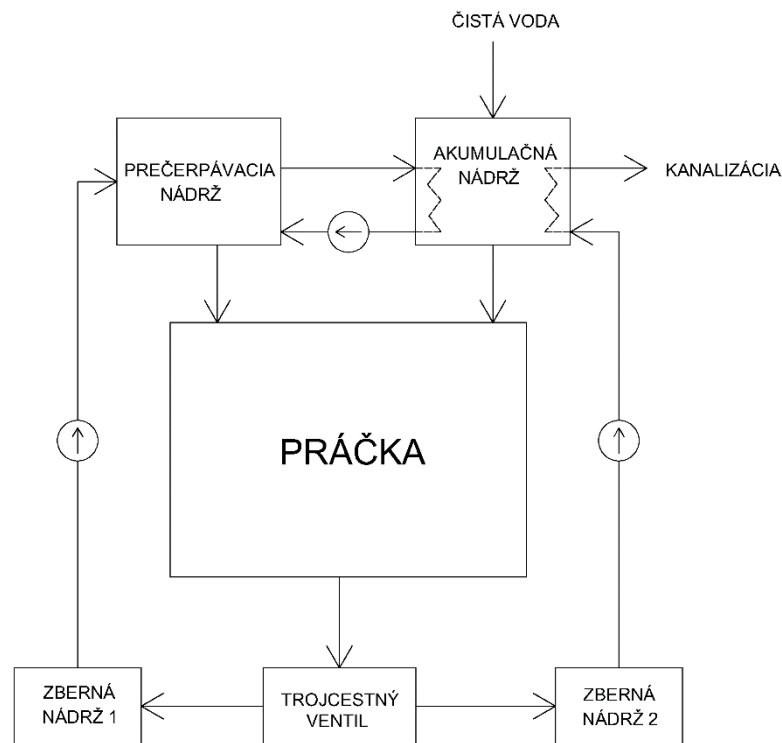 ČISTÁ VODA
PREČERPÁVACIA
NÁDRŽ
AKUMULAČNÁ
NÁDRŽ
KANALIZÁCIA
PRÁČKA
ZBERNÁ
NÁDRŽ 1
TROJCESTNÝ
VENTIL
ZBERNÁ
NÁDRŽ 2